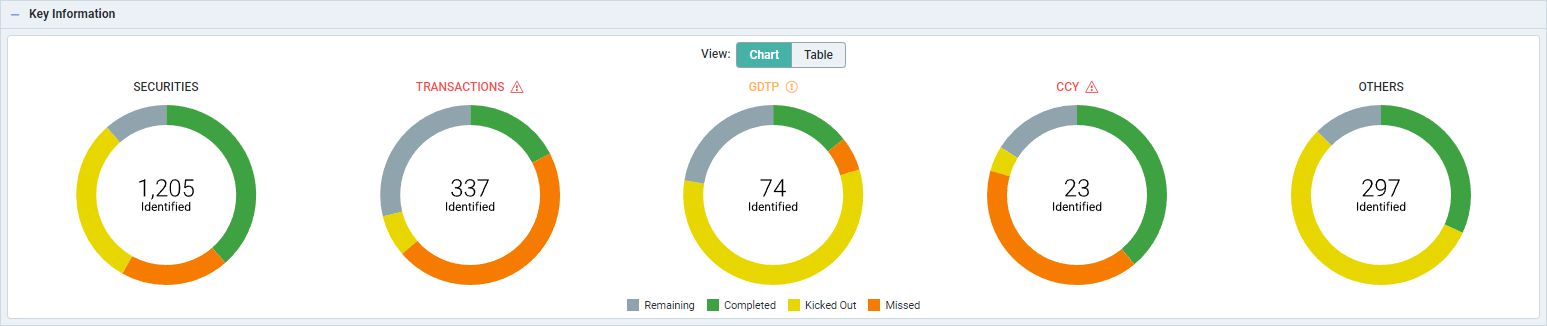 Key Information
View: Chart Table
SECURITIES TRANSACTIONS GDTP CCY OTHERS
1,205 337 74 23 297
Identified Identified Identified Identified Identified
Remaining Completed Kicked Out Missed